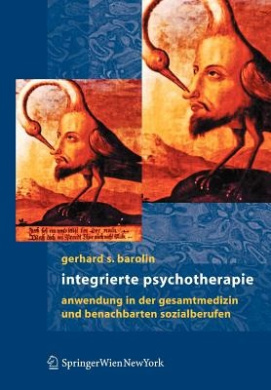 gerhard s. barolin
integrierte psychotherapie
anwendung in der gesamtmedizin
und benachbarten sozialberufen
SpringerWienNewYork